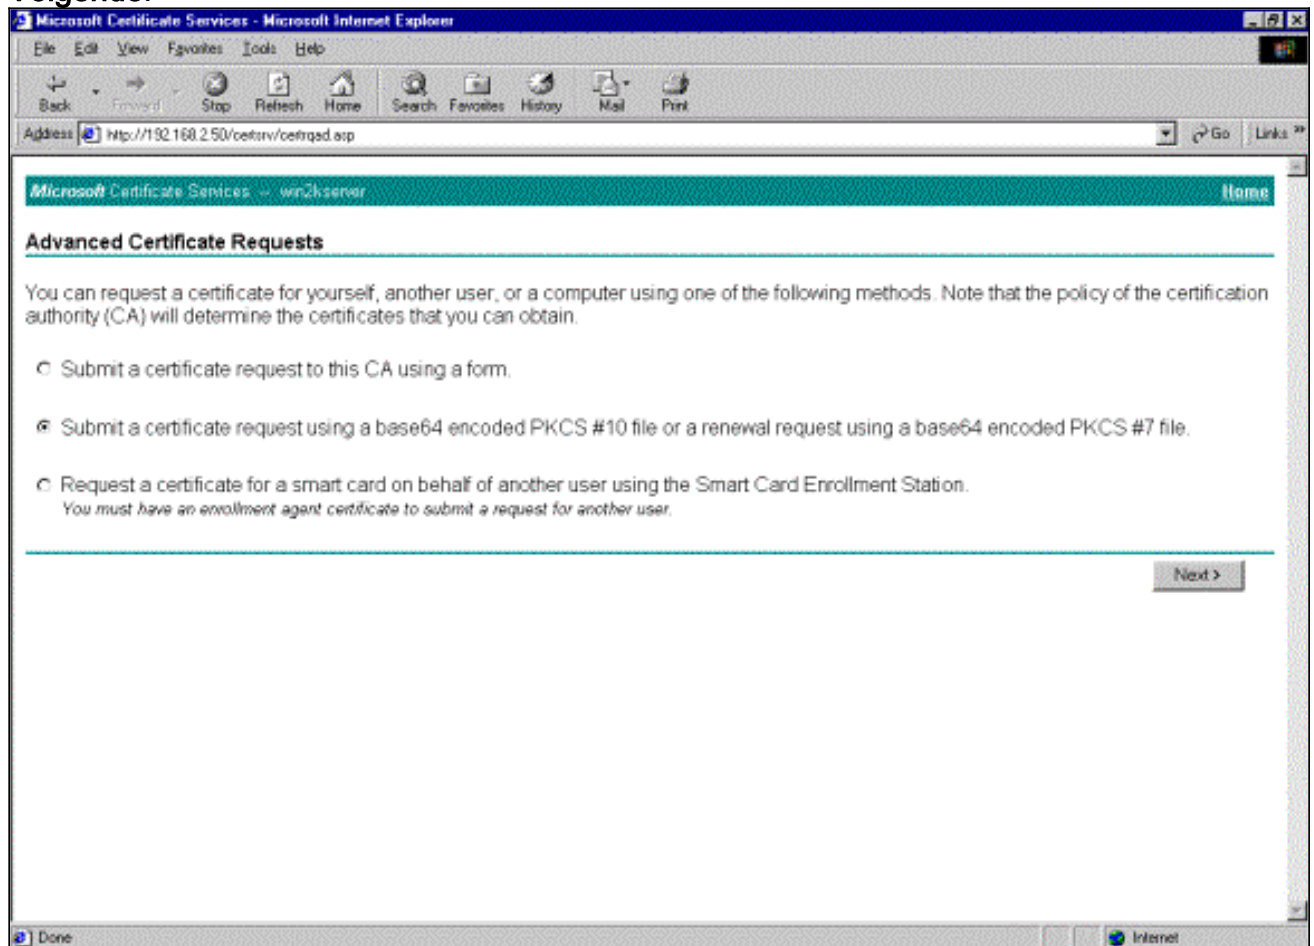 Volgende.
Microsoft Certificate Services - Microsoft Internet Explorer
File Edit View Favorites Tools Help
Back Forward Stop Refresh Home Search Favorites History Mail Print
Address http://192.168.2.50/certsrv/certrqad.asp Go Links »
Microsoft Certificate Services -- win2kserver Home
Advanced Certificate Requests
You can request a certificate for yourself, another user, or a computer using one of the following methods. Note that the policy of the certification
authority (CA) will determine the certificates that you can obtain.
Submit a certificate request to this CA using a form.
Submit a certificate request using a base64 encoded PKCS #10 file or a renewal request using a base64 encoded PKCS #7 file.
Request a certificate for a smart card on behalf of another user using the Smart Card Enrollment Station.
You must have an enrollment agent certificate to submit a request for another user.
Next >
Done Internet